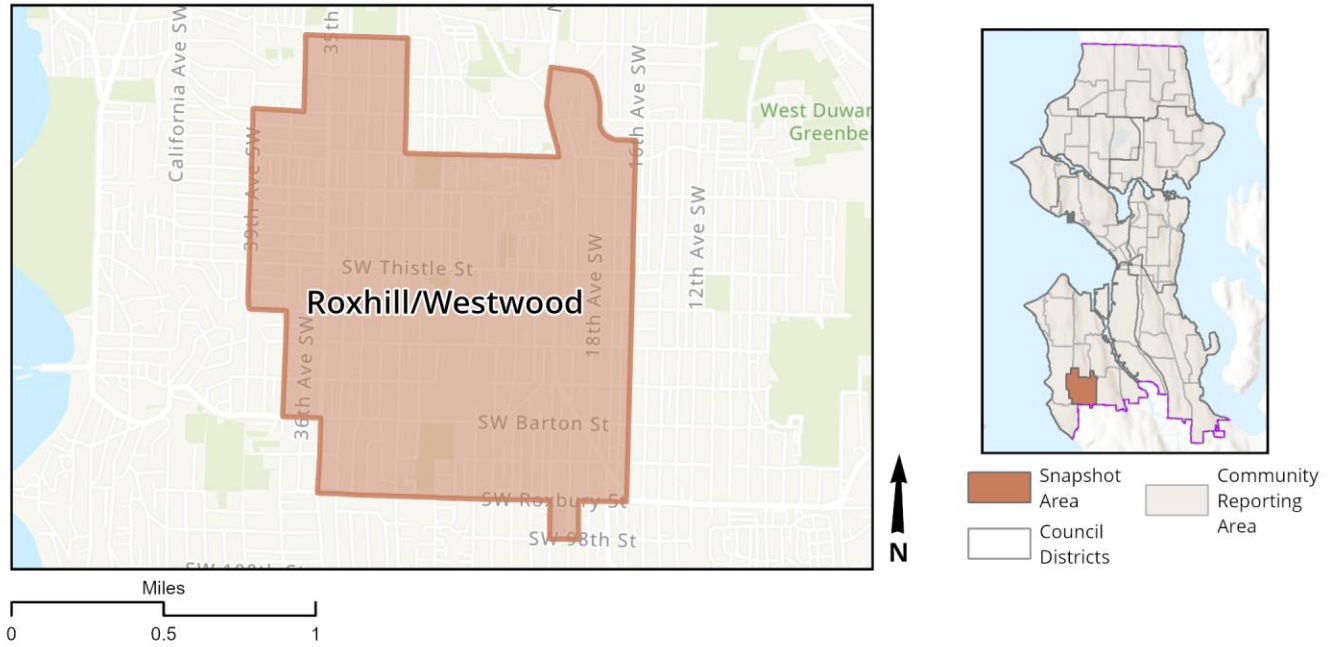 California Ave SW
35th
16th Ave SW
West Duwar
Greenbe
39th Ave SW
12th Ave SW
SW Thistle St
18th Ave SW
Roxhill/Westwood
36th Ave SW
SW Barton St
SW Roxbury St
SW 98th St
Miles
0 0.5 1
N
Snapshot
Area
Council
Districts
Community
Reporting
Area